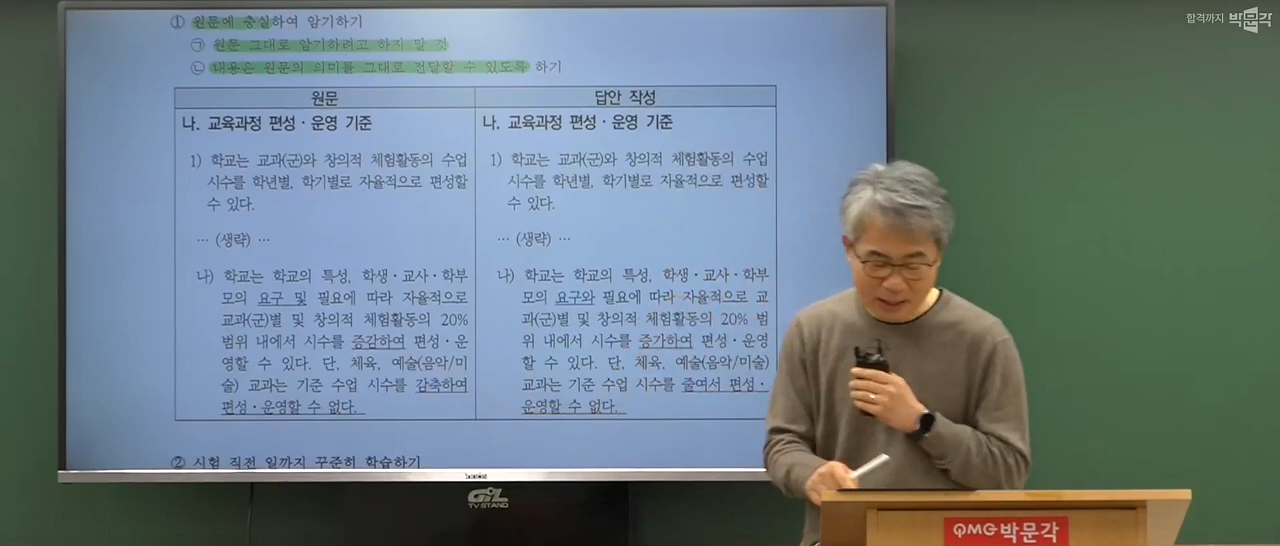 ① 원문에 충실하여 암기하기
㉠ 원문 그대로 암기하려고 하지 말 것
㉡ 내용은 원문의 의미를 그대로 전달할 수 있도록 하기
원문
나. 교육과정 편성·운영 기준
1) 학교는 교과(군)와 창의적 체험활동의 수업
시수를 학년별, 학기별로 자율적으로 편성할
수 있다.
… (생략) …
나) 학교는 학교의 특성, 학생·교사·학부
모의 요구 및 필요에 따라 자율적으로
교과(군)별 및 창의적 체험활동의 20%
범위 내에서 시수를 증감하여 편성·운
영할 수 있다. 단, 체육, 예술(음악/미
술) 교과는 기준 수업 시수를 감축하여
편성·운영할 수 없다.
답안 작성
나. 교육과정 편성·운영 기준
1) 학교는 교과(군)와 창의적 체험활동의 수업
시수를 학년별, 학기별로 자율적으로 편성할
수 있다.
… (생략) …
나) 학교는 학교의 특성, 학생·교사·학부
모의 요구와 필요에 따라 자율적으로 교
과(군)별 및 창의적 체험활동의 20% 범
위 내에서 시수를 증가하여 편성·운영
할 수 있다. 단, 체육, 예술(음악/미술)
교과는 기준 수업 시수를 줄여서 편성·
운영할 수 없다.
② 시험 직전 일까지 꾸준히 학습하기
합격까지 박문각
GIL
TV STAND
PMG 박문각